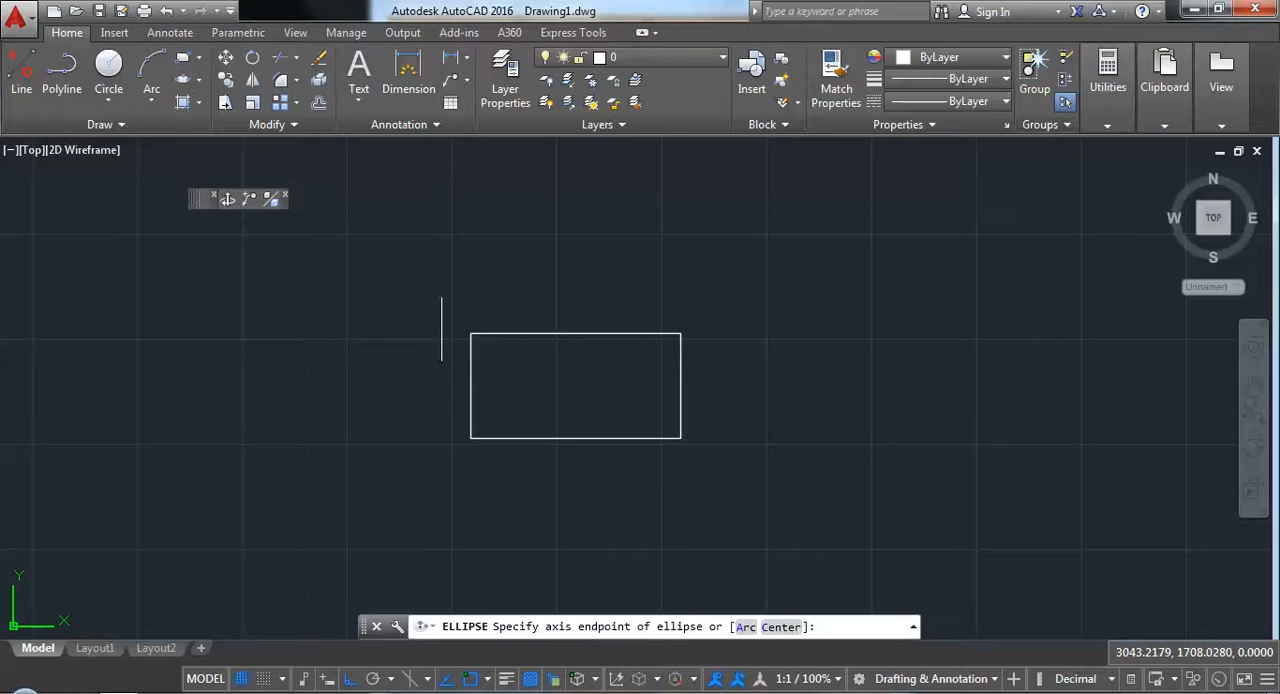 Autodesk AutoCAD 2016 Drawing1.dwg
Type a keyword or phrase
Sign In
Home Insert Annotate Parametric View Manage Output Add-ins A360 Express Tools
0 ByLayer
Line Polyline Circle Arc Text Dimension Layer Properties Insert Match Properties ByLayer Group Utilities Clipboard View
ByLayer
Draw Modify Annotation Layers Block Properties Groups
[−][Top][2D Wireframe]
N
W TOP E
S
Unnamed
Y
X
ELLIPSE Specify axis endpoint of ellipse or [Arc Center]:
Model Layout1 Layout2 +
3043.2179, 1708.0280, 0.0000
MODEL 1:1 / 100% Drafting & Annotation Decimal